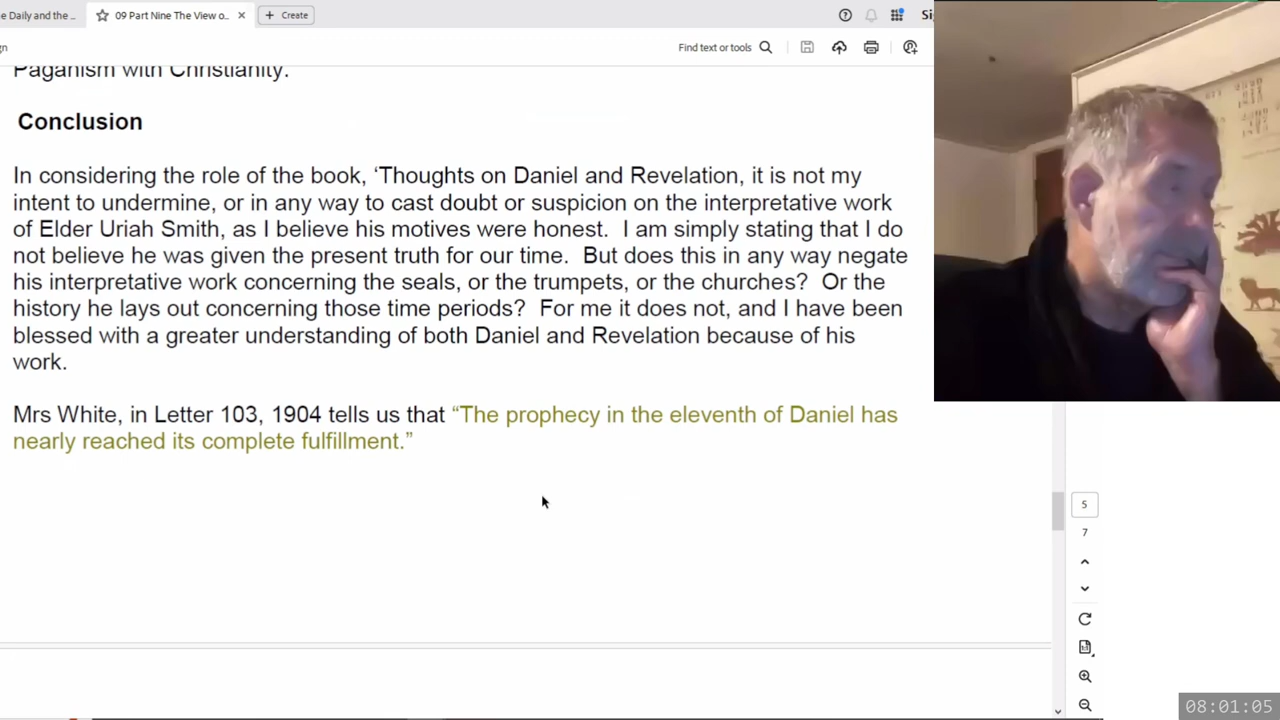 e Daily and the ..
09 Part Nine The View o...
Create
Si
gn
Find text or tools
Paganism with Christianity.
Conclusion
In considering the role of the book, ‘Thoughts on Daniel and Revelation, it is not my
intent to undermine, or in any way to cast doubt or suspicion on the interpretative work
of Elder Uriah Smith, as I believe his motives were honest.  I am simply stating that I do
not believe he was given the present truth for our time.  But does this in any way negate
his interpretative work concerning the seals, or the trumpets, or the churches?  Or the
history he lays out concerning those time periods?  For me it does not, and I have been
blessed with a greater understanding of both Daniel and Revelation because of his
work.
Mrs White, in Letter 103, 1904 tells us that “The prophecy in the eleventh of Daniel has
nearly reached its complete fulfillment.”
5
7
08:01:05